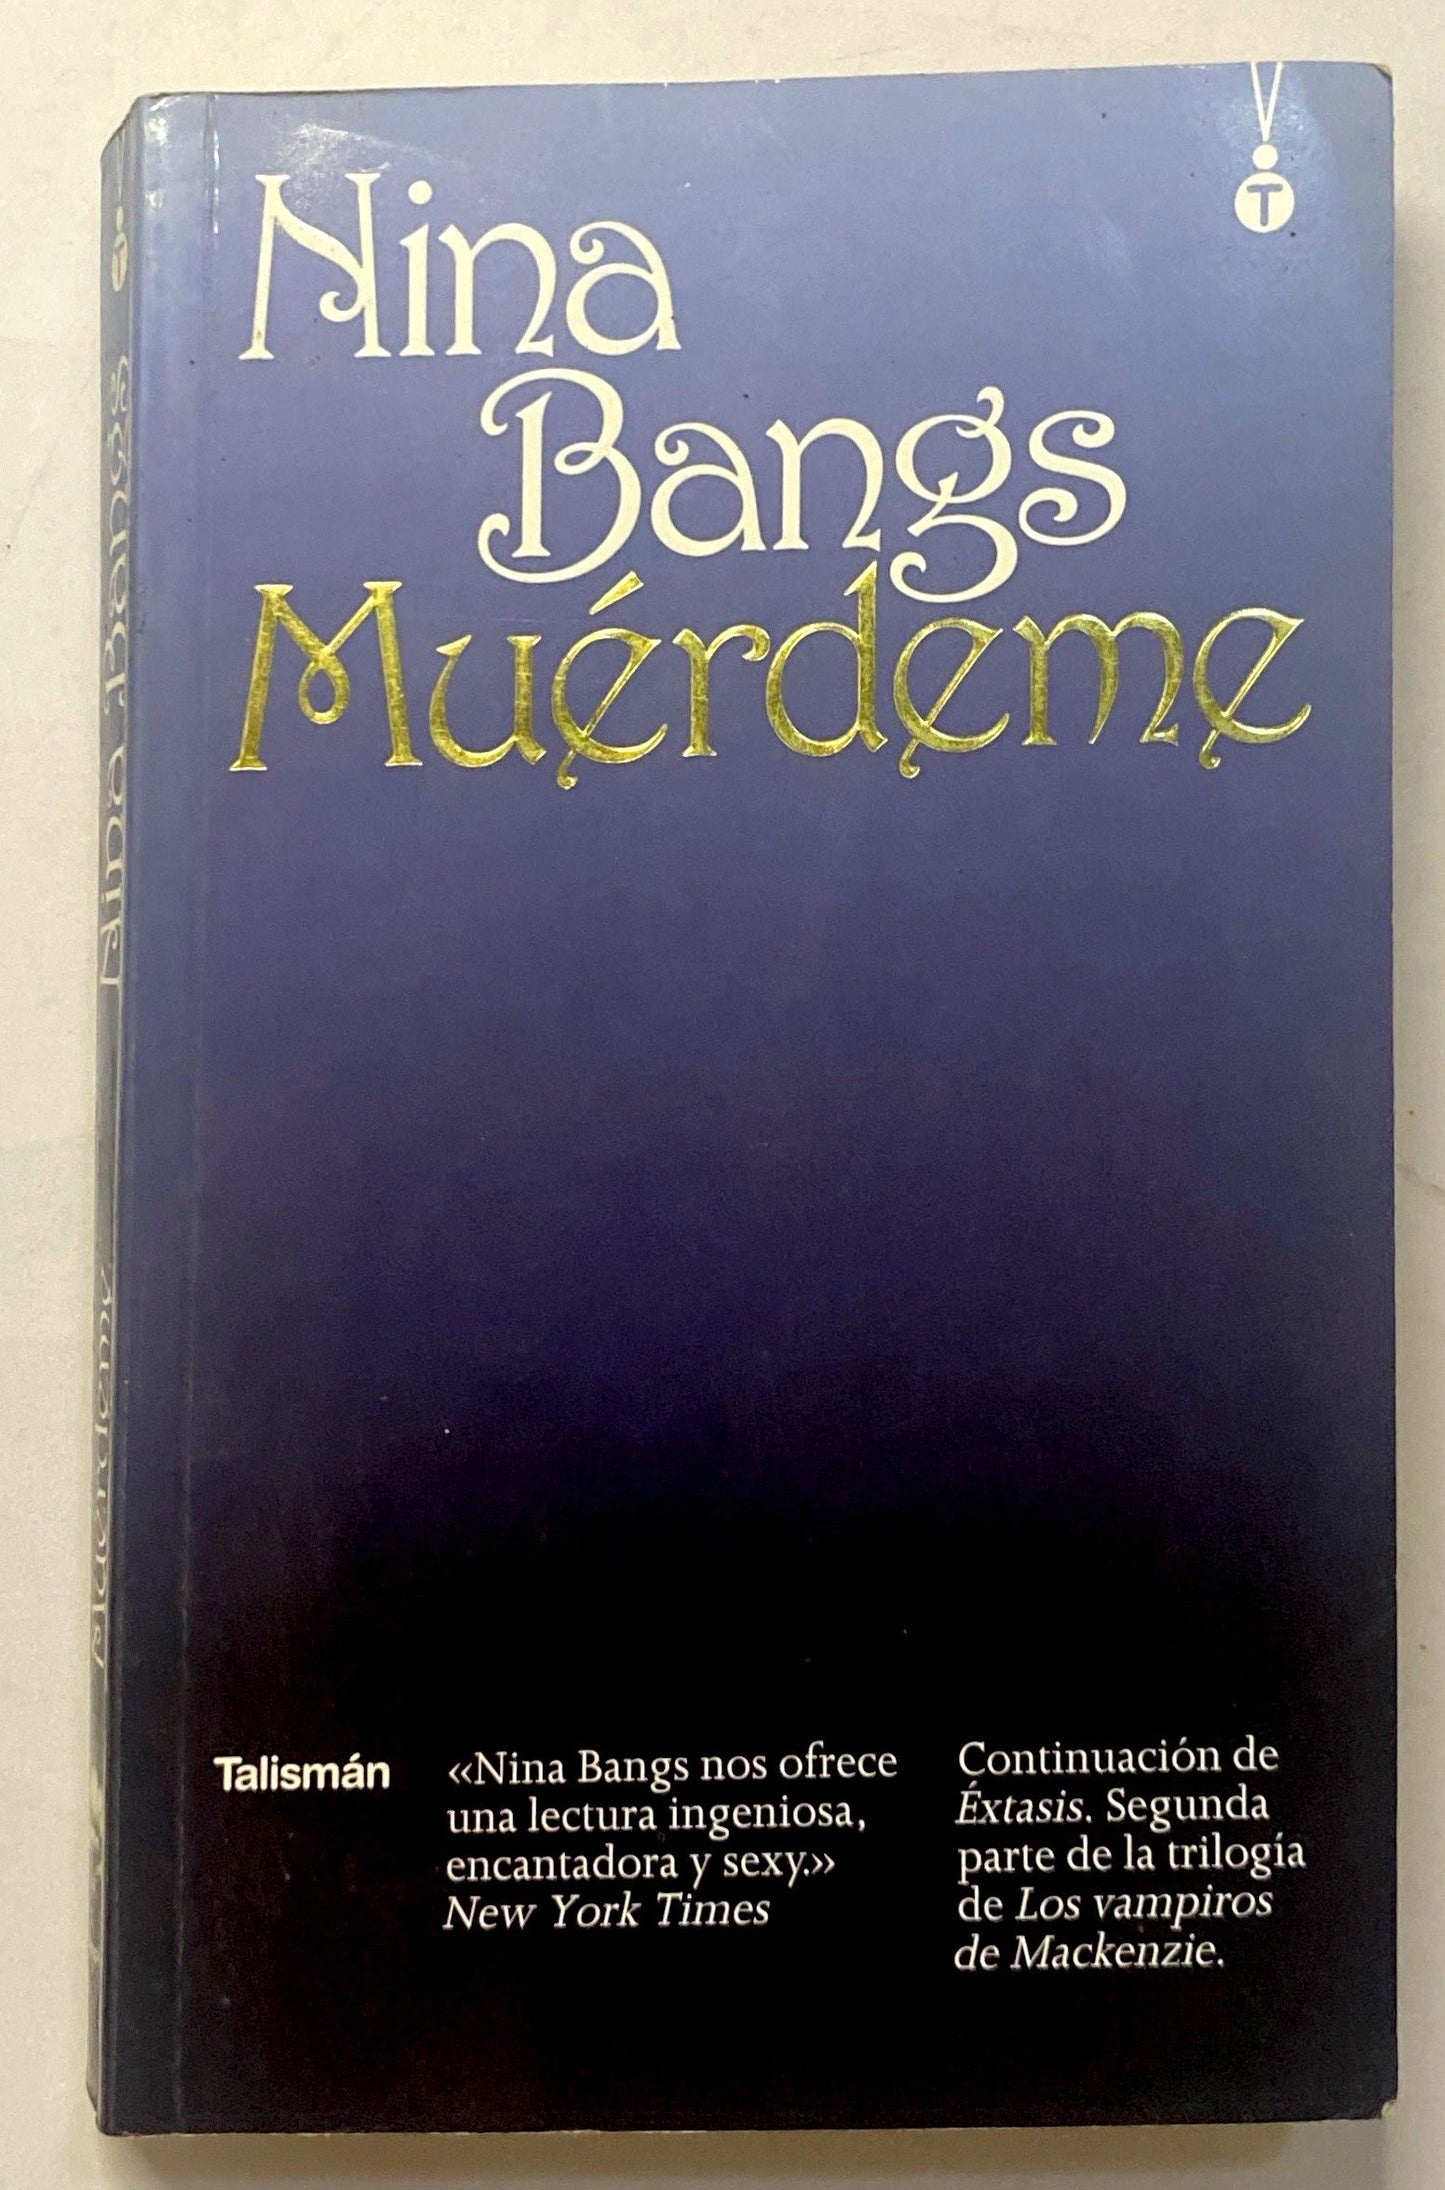 T
Nina
Bangs
Muérdeme
Nina Bangs
Muérdeme
Talismán
«Nina Bangs nos ofrece
una lectura ingeniosa,
encantadora y sexy.»
New York Times
Continuación de
Éxtasis. Segunda
parte de la trilogía
de Los vampiros
de Mackenzie.